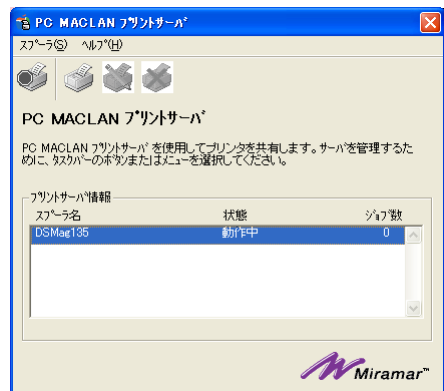 PC MACLAN プリントサーバ
スプーラ(S) ヘルプ(H)
PC MACLAN プリントサーバ
PC MACLAN プリントサーバ を使用してプリンタを共有します。サーバを管理するた
めに、タスクバーのボタンまたはメニューを選択してください。
プリントサーバ情報
スプーラ名 状態 ジョブ数
DSMag135 動作中 0
Miramar™